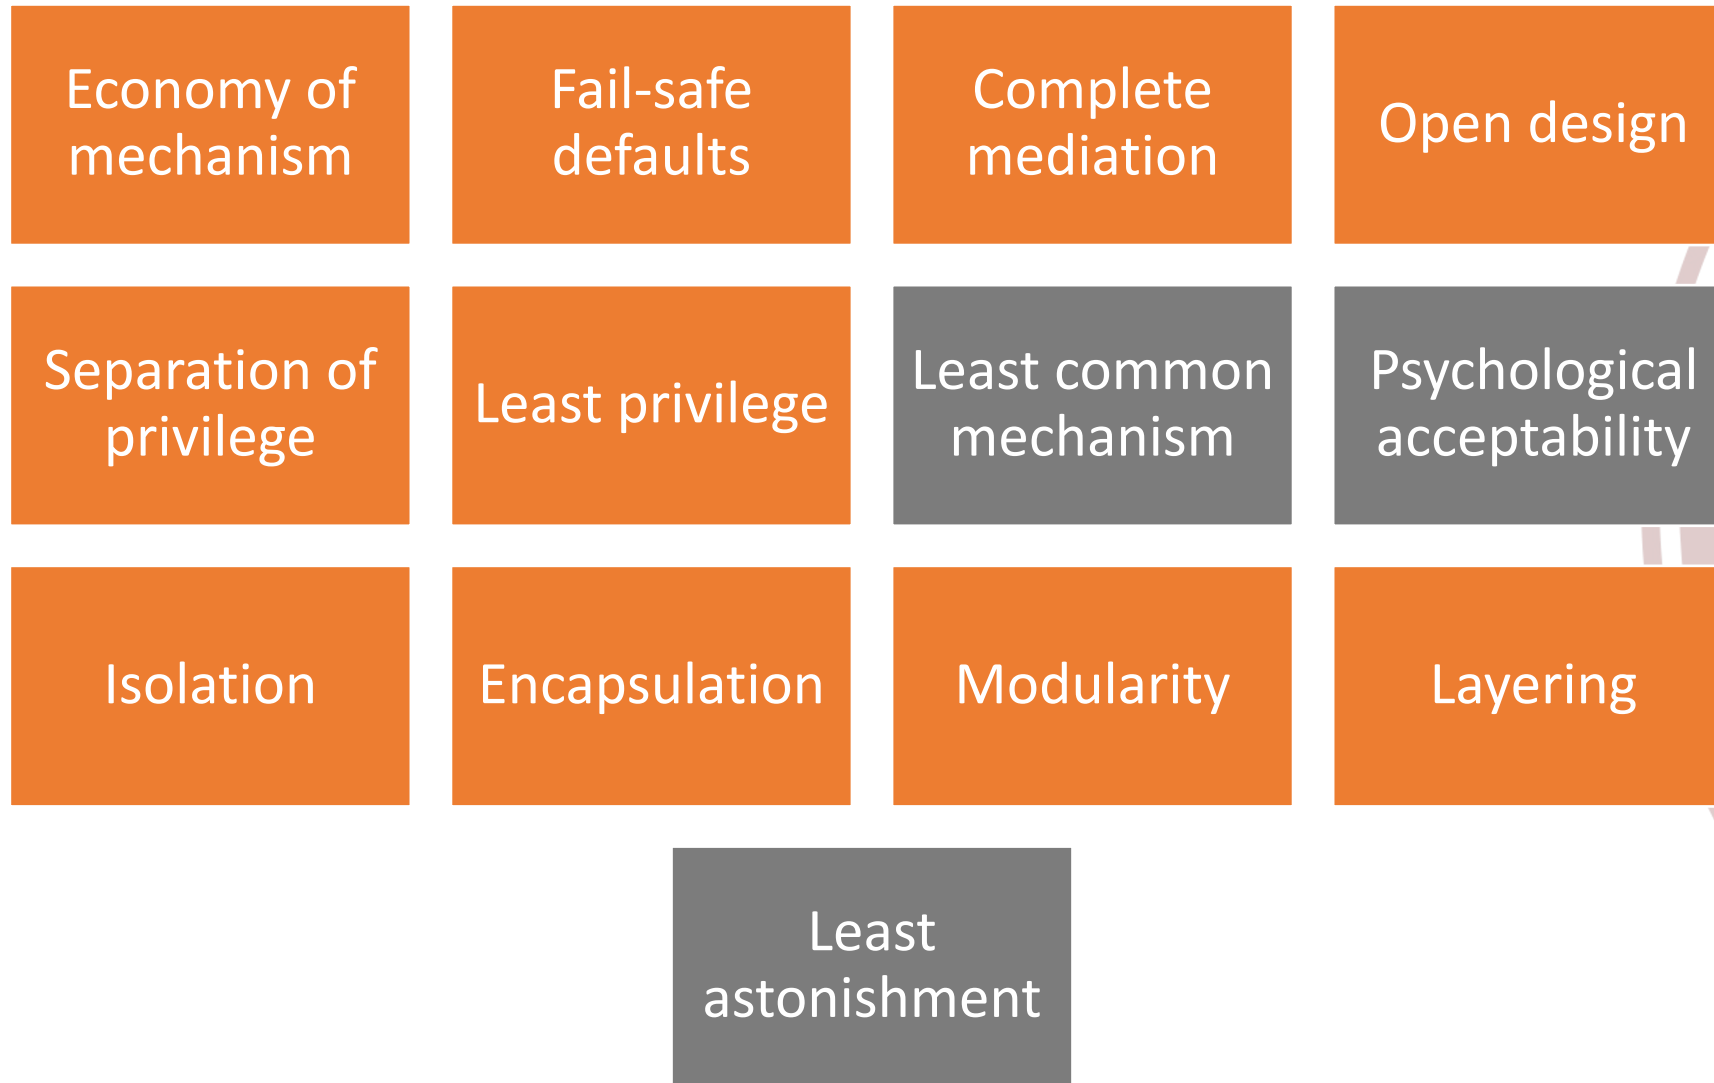 Economy of
mechanism
Fail-safe
defaults
Complete
mediation
Open design
Separation of
privilege
Least privilege
Least common
mechanism
Psychological
acceptability
Isolation
Encapsulation
Modularity
Layering
Least
astonishment